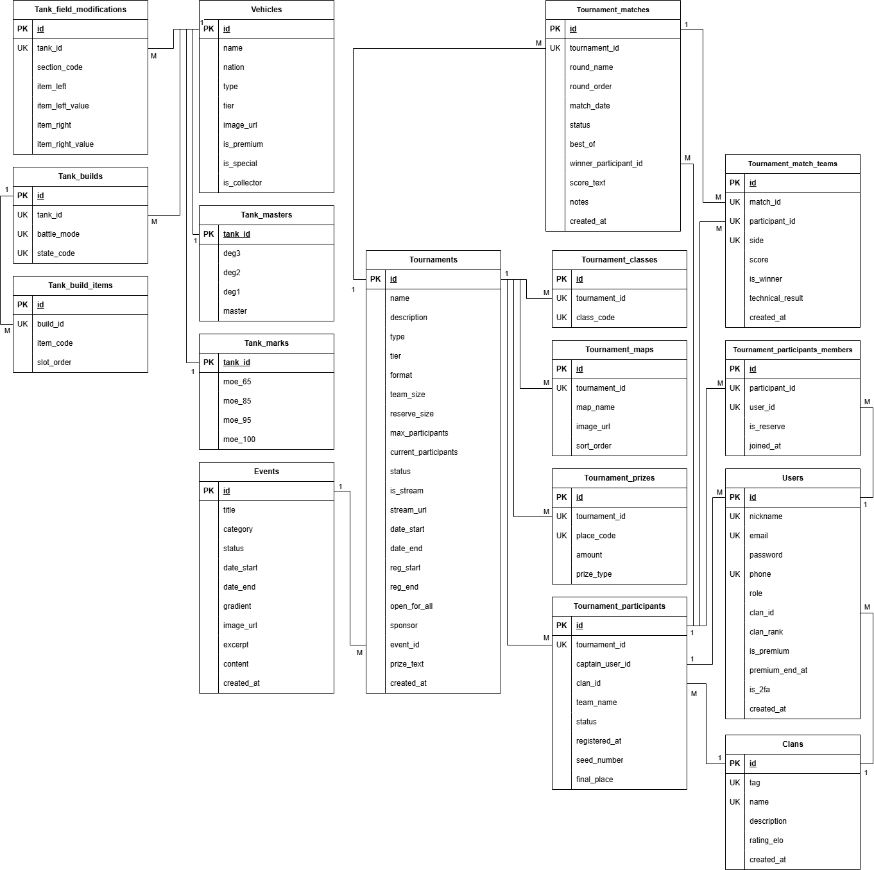 Tank_field_modifications
PK id
UK tank_id
section_code
item_left
item_left_value
item_right
item_right_value
M
Tank_builds
1
PK id
UK tank_id
UK battle_mode
UK state_code
M
Tank_build_items
PK id
UK build_id
item_code
slot_order
M
Vehicles
1
PK id
name
nation
type
tier
image_url
is_premium
is_special
is_collector
Tank_masters
PK tank_id
1
deg3
deg2
deg1
master
Tank_marks
PK tank_id
1
moe_65
moe_85
moe_95
moe_100
Events
PK id
1
title
category
status
date_start
date_end
gradient
image_url
excerpt
content
created_at
Tournaments
PK id
1
1
name
description
type
tier
format
team_size
reserve_size
max_participants
current_participants
status
is_stream
stream_url
date_start
date_end
reg_start
reg_end
open_for_all
sponsor
event_id
M
prize_text
created_at
Tournament_matches
PK id
1
M
UK tournament_id
round_name
round_order
match_date
status
best_of
winner_participant_id
M
score_text
notes
created_at
Tournament_classes
PK id
M
UK tournament_id
UK class_code
Tournament_maps
PK id
M
UK tournament_id
map_name
image_url
sort_order
Tournament_prizes
PK id
M
UK tournament_id
UK place_code
amount
prize_type
Tournament_participants
PK id
1
M
UK tournament_id
captain_user_id
1
clan_id
M
team_name
status
registered_at
seed_number
final_place
Tournament_match_teams
PK id
M
UK match_id
UK participant_id
M
UK side
score
is_winner
technical_result
created_at
Tournament_participants_members
PK id
M
UK participant_id
UK user_id
M
is_reserve
joined_at
Users
M
PK id
1
UK nickname
UK email
password
UK phone
role
clan_id
M
clan_rank
is_premium
premium_end_at
is_2fa
created_at
Clans
1
PK id
1
UK tag
UK name
description
rating_elo
created_at